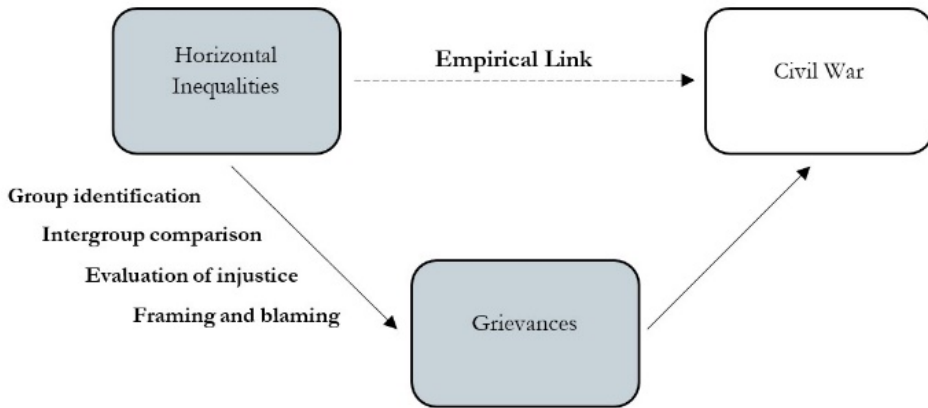 Horizontal
Inequalities
Empirical Link
Civil War
Group identification
Intergroup comparison
Evaluation of injustice
Framing and blaming
Grievances